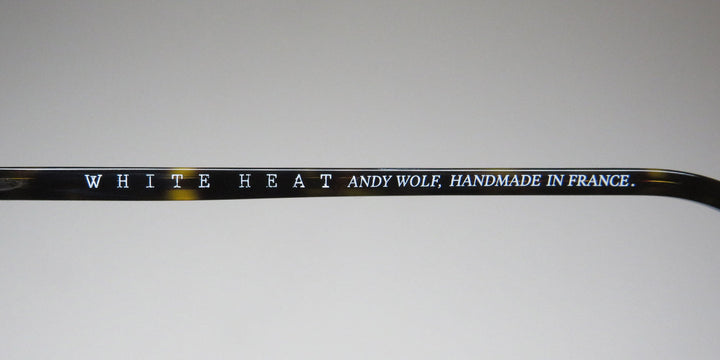 WHITE HEAT ANDY WOLF, HANDMADE IN FRANCE.